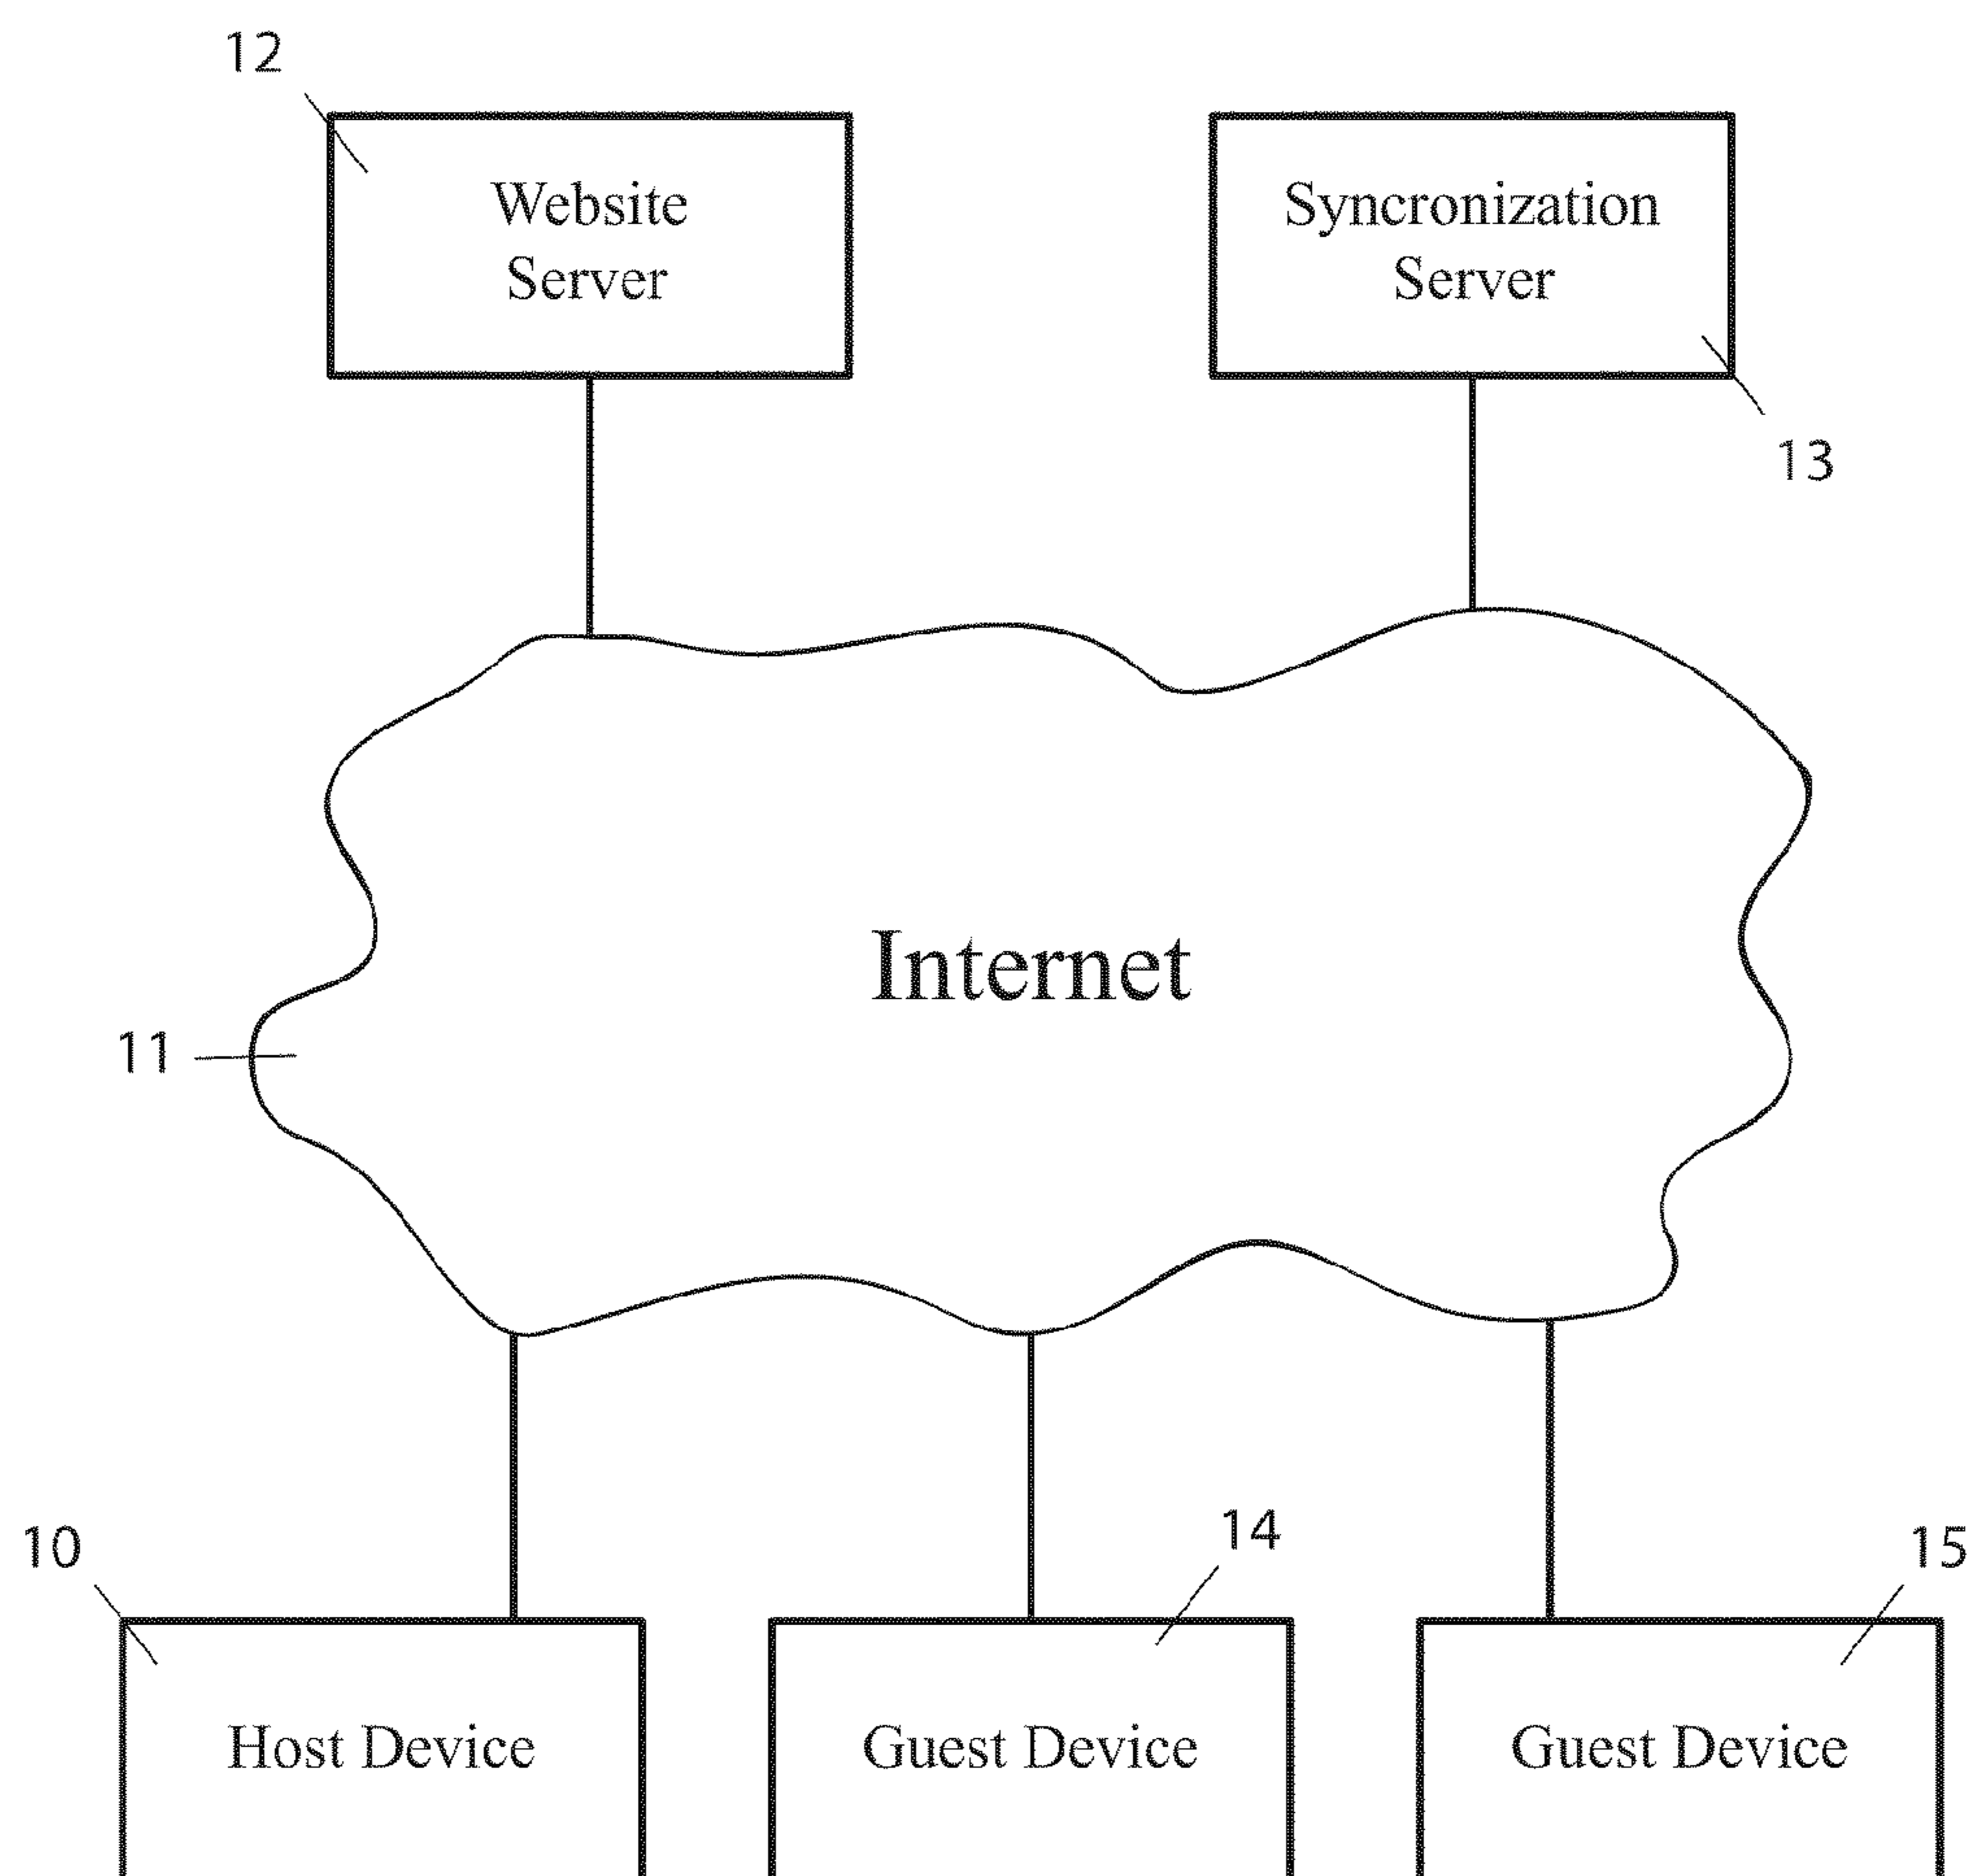 12
Website
Server
Syncronization
Server
13
Internet
11
10
14
15
Host Device
Guest Device
Guest Device